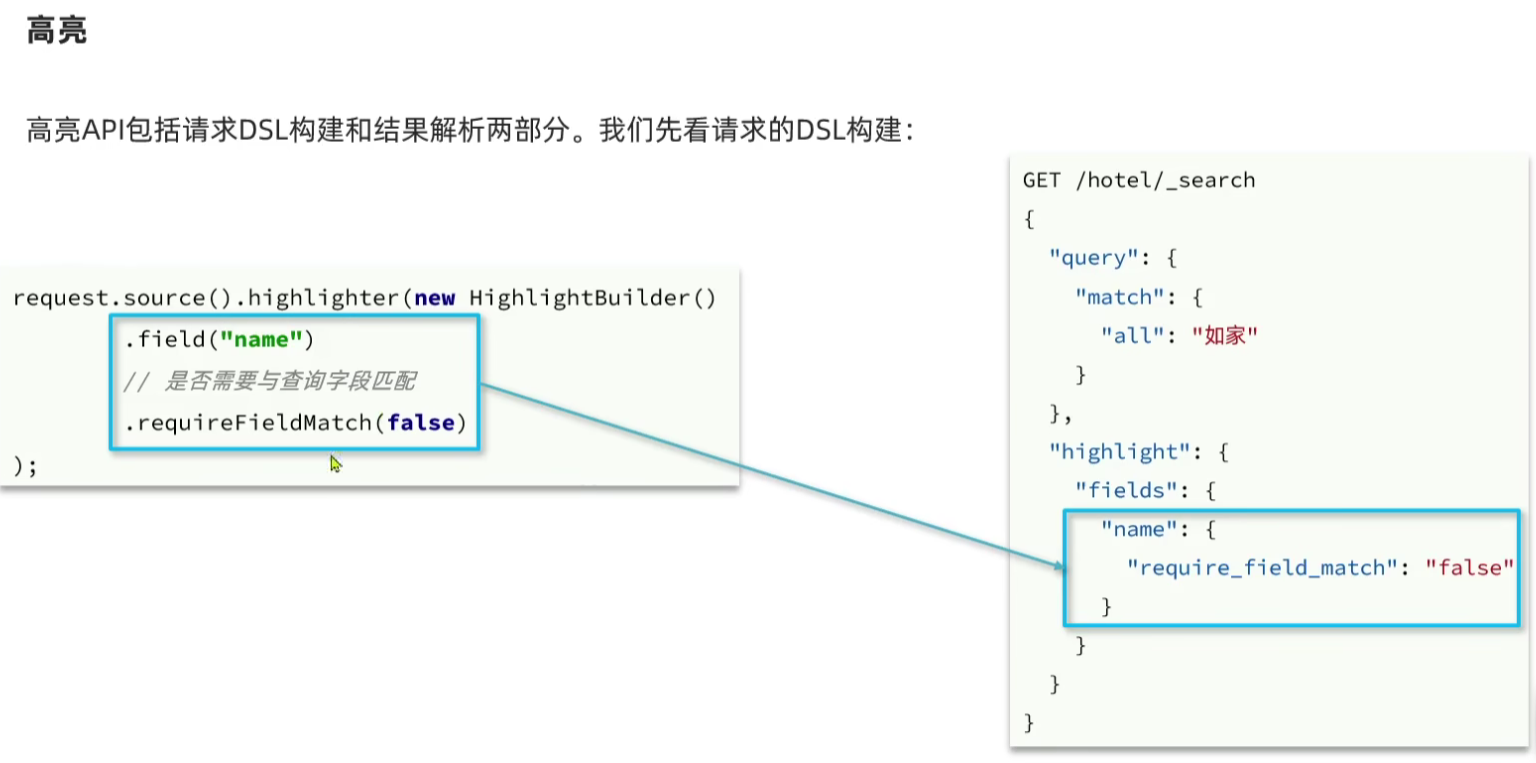 高亮
高亮API包括请求DSL构建和结果解析两部分。我们先看请求的DSL构建：
request.source().highlighter(new HighlightBuilder()
.field("name")
// 是否需要与查询字段匹配
.requireFieldMatch(false)
);
GET /hotel/_search
{
"query": {
"match": {
"all": "如家"
}
},
"highlight": {
"fields": {
"name": {
"require_field_match": "false"
}
}
}
}